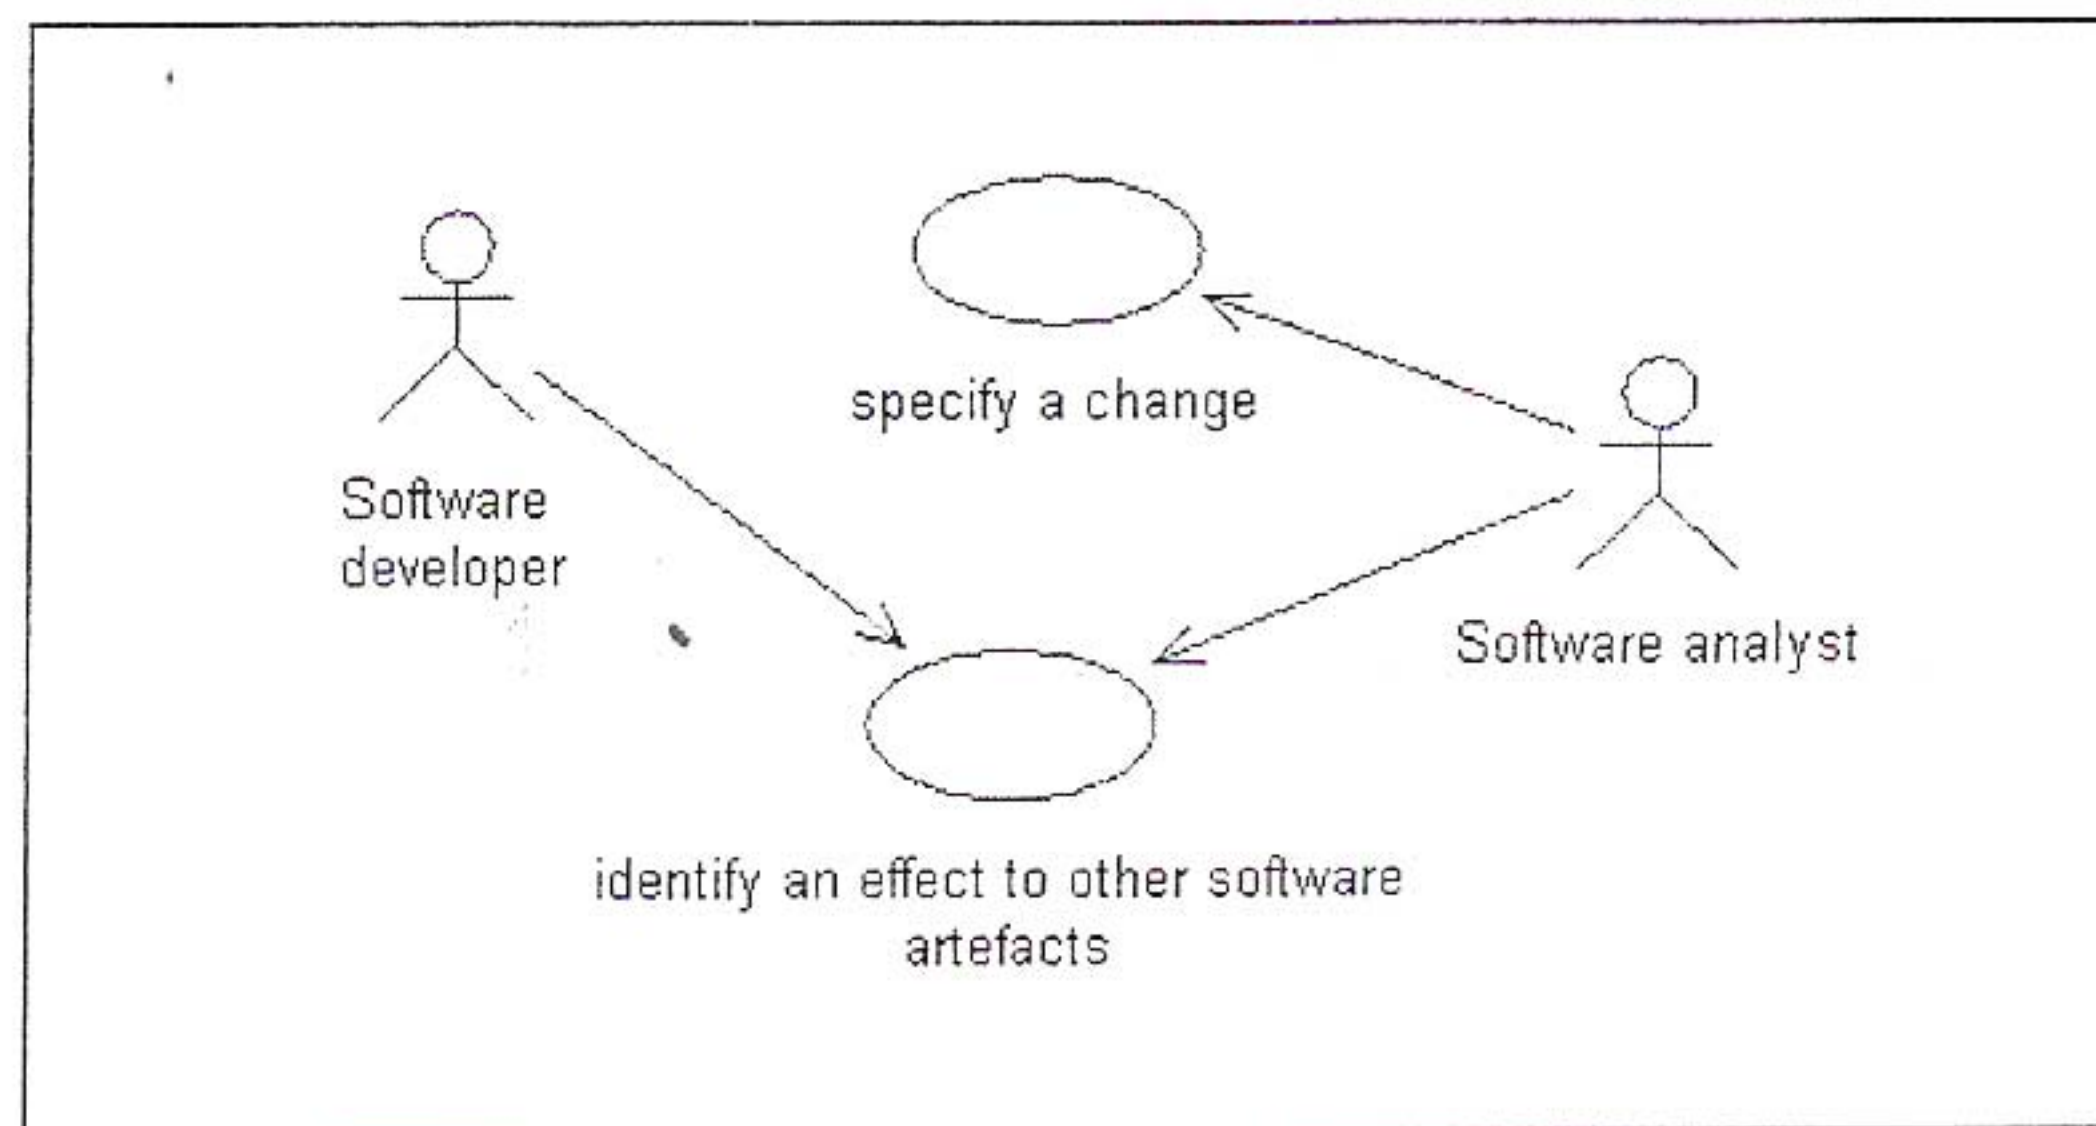 specify a change
Software
developer
Software analyst
identify an effect to other software
artefacts